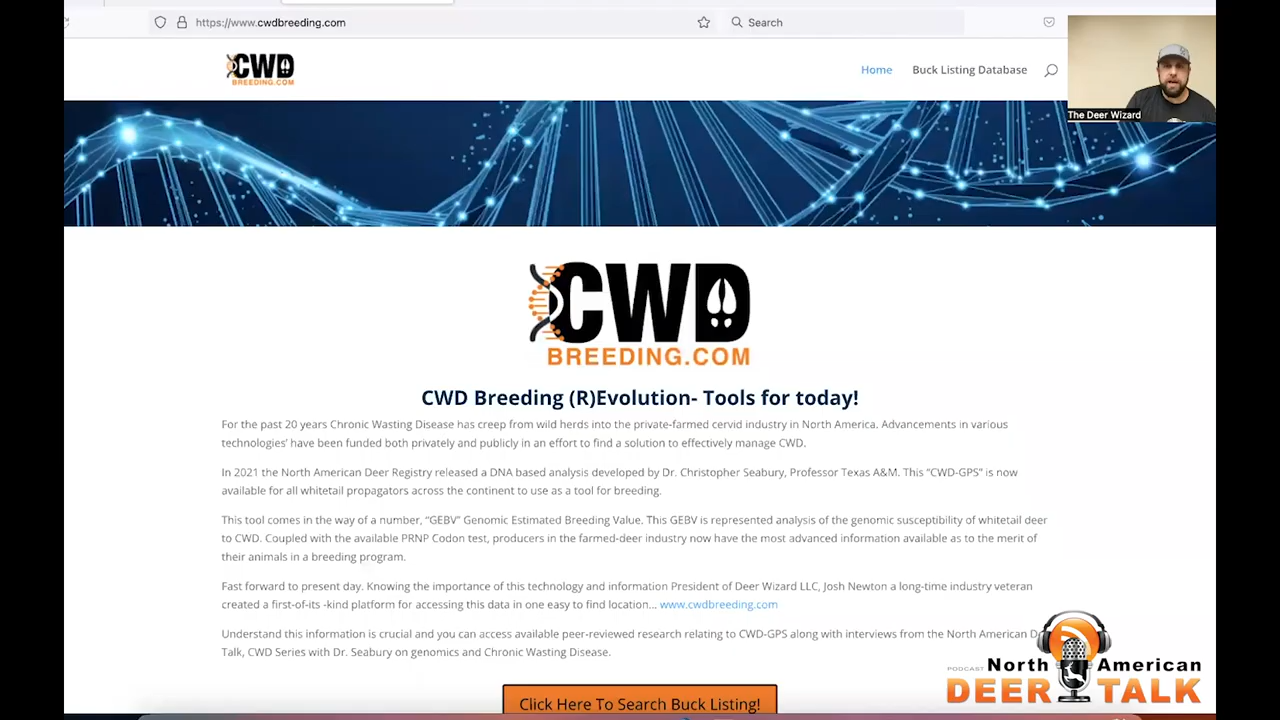 https://www.cwdbreeding.com
Search
CWD
BREEDING.COM
Home
Buck Listing Database
The Deer Wizard
CWD
BREEDING.COM
CWD Breeding (R)Evolution- Tools for today!
For the past 20 years Chronic Wasting Disease has creep from wild herds into the private-farmed cervid industry in North America. Advancements in various
technologies' have been funded both privately and publicly in an effort to find a solution to effectively manage CWD.
In 2021 the North American Deer Registry released a DNA based analysis developed by Dr. Christopher Seabury, Professor Texas A&M. This "CWD-GPS" is now
available for all whitetail propagators across the continent to use as a tool for breeding.
This tool comes in the way of a number, "GEBV" Genomic Estimated Breeding Value. This GEBV is represented analysis of the genomic susceptibility of whitetail deer
to CWD. Coupled with the available PRNP Codon test, producers in the farmed-deer industry now have the most advanced information available as to the merit of
their animals in a breeding program.
Fast forward to present day. Knowing the importance of this technology and information President of Deer Wizard LLC, Josh Newton a long-time industry veteran
created a first-of-its -kind platform for accessing this data in one easy to find location... www.cwdbreeding.com
Understand this information is crucial and you can access available peer-reviewed research relating to CWD-GPS along with interviews from the North American
Talk, CWD Series with Dr. Seabury on genomics and Chronic Wasting Disease.
Click Here To Search Buck Listing!
PODCAST North American
DEER TALK